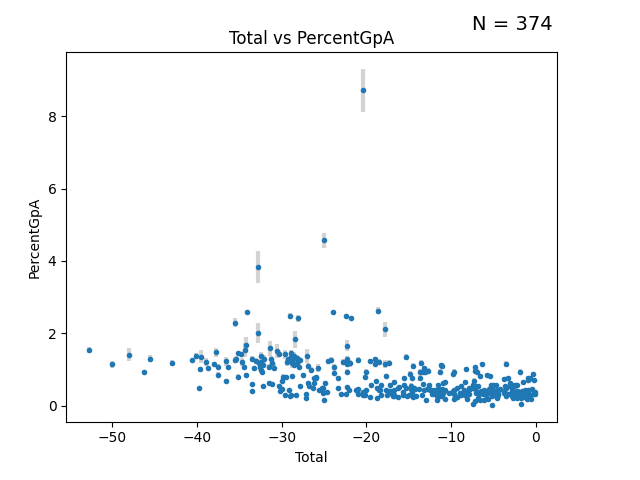 N = 374
Total vs PercentGpA
PercentGpA
8
6
4
2
0
−50 −40 −30 −20 −10 0
Total